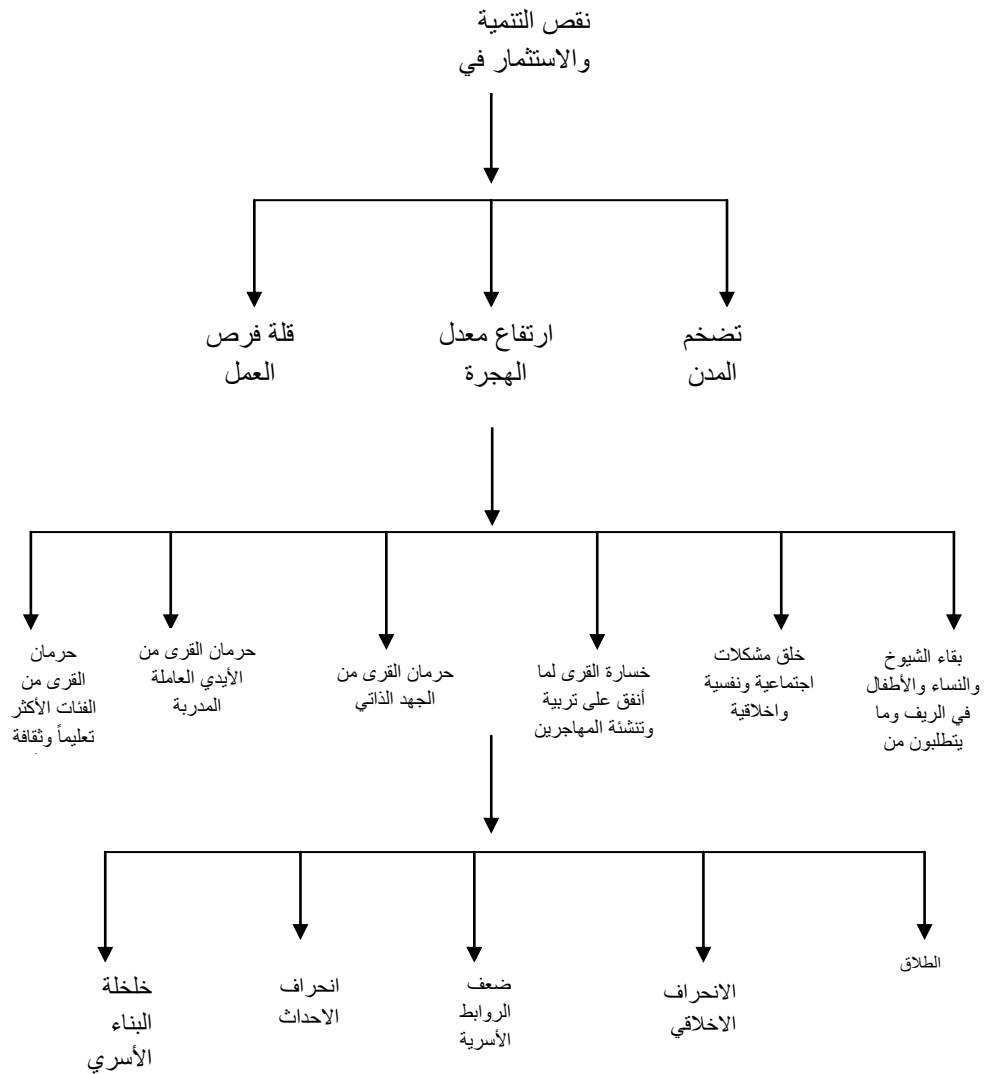 نقص التنمية
والاستثمار في
تضخم
المدن
ارتفاع معدل
الهجرة
قلة فرص
العمل
بقاء الشيوخ
والنساء والأطفال
في الريف وما
يتطلبون من
خلق مشكلات
اجتماعية ونفسية
واخلاقية
خسارة القرى لما
أنفق على تربية
وتنشئة المهاجرين
حرمان القرى من
الجهد الذاتي
حرمان القرى من
الأيدي العاملة
المدربة
حرمان
القرى من
الفئات الأكثر
تعليماً وثقافة
الطلاق
الانحراف
الاخلاقي
ضعف
الروابط
الأسرية
انحراف
الاحداث
خلخلة
البناء
الأسري